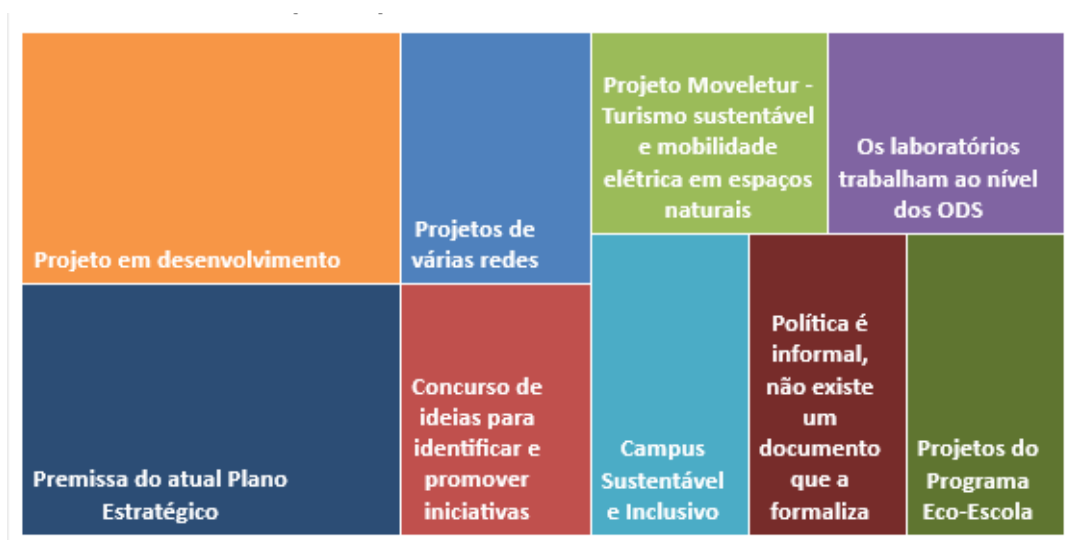 Projeto em desenvolvimento
Premissa do atual Plano
Estratégico
Projetos de
várias redes
Concurso de
ideias para
identificar e
promover
iniciativas
Projeto Moveletur -
Turismo sustentável
e mobilidade
elétrica em espaços
naturais
Os laboratórios
trabalham ao nível
dos ODS
Campus
Sustentável
e Inclusivo
Política é
informal,
não existe
um
documento
que a
formaliza
Projetos do
Programa
Eco-Escola